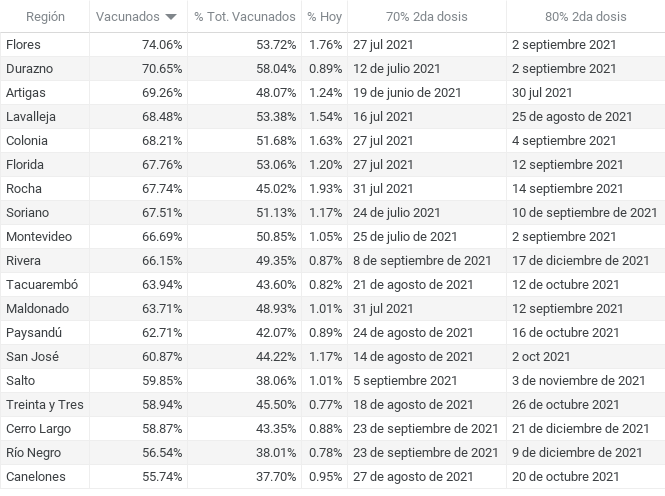 Región Vacunados % Tot. Vacunados % Hoy 70% 2da dosis 80% 2da dosis
Flores 74.06% 53.72% 1.76% 27 jul 2021 2 septiembre 2021
Durazno 70.65% 58.04% 0.89% 12 de julio 2021 2 septiembre 2021
Artigas 69.26% 48.07% 1.24% 19 de junio de 2021 30 jul 2021
Lavalleja 68.48% 53.38% 1.54% 16 jul 2021 25 de agosto de 2021
Colonia 68.21% 51.68% 1.63% 27 jul 2021 4 septiembre 2021
Florida 67.76% 53.06% 1.20% 27 jul 2021 12 septiembre 2021
Rocha 67.74% 45.02% 1.93% 31 jul 2021 14 septiembre 2021
Soriano 67.51% 51.13% 1.17% 24 de julio 2021 10 de septiembre de 2021
Montevideo 66.69% 50.85% 1.05% 25 de julio de 2021 2 septiembre 2021
Rivera 66.15% 49.35% 0.87% 8 de septiembre de 2021 17 de diciembre de 2021
Tacuarembó 63.94% 43.60% 0.82% 21 de agosto de 2021 12 de octubre 2021
Maldonado 63.71% 48.93% 1.01% 31 jul 2021 12 septiembre 2021
Paysandú 62.71% 42.07% 0.89% 24 de agosto de 2021 16 de octubre 2021
San José 60.87% 44.22% 1.17% 14 de agosto de 2021 2 oct 2021
Salto 59.85% 38.06% 1.01% 5 septiembre 2021 3 de noviembre de 2021
Treinta y Tres 58.94% 45.50% 0.77% 18 de agosto de 2021 26 de octubre 2021
Cerro Largo 58.87% 43.35% 0.88% 23 de septiembre de 2021 21 de diciembre de 2021
Río Negro 56.54% 38.01% 0.78% 23 de septiembre de 2021 9 de diciembre de 2021
Canelones 55.74% 37.70% 0.95% 27 de agosto de 2021 20 de octubre 2021